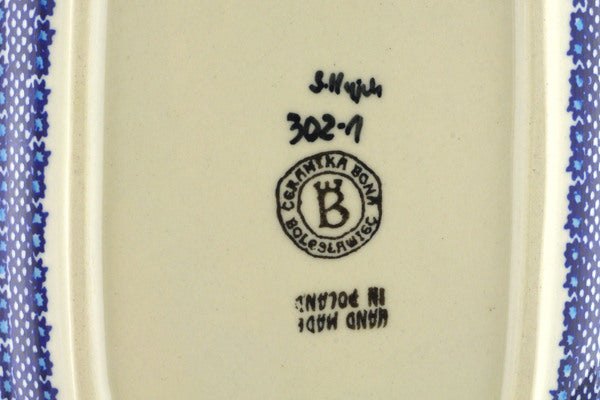 302-1
CERAMIKA BONA
B
BOLESŁAWIEC
HAND MADE
IN POLAND